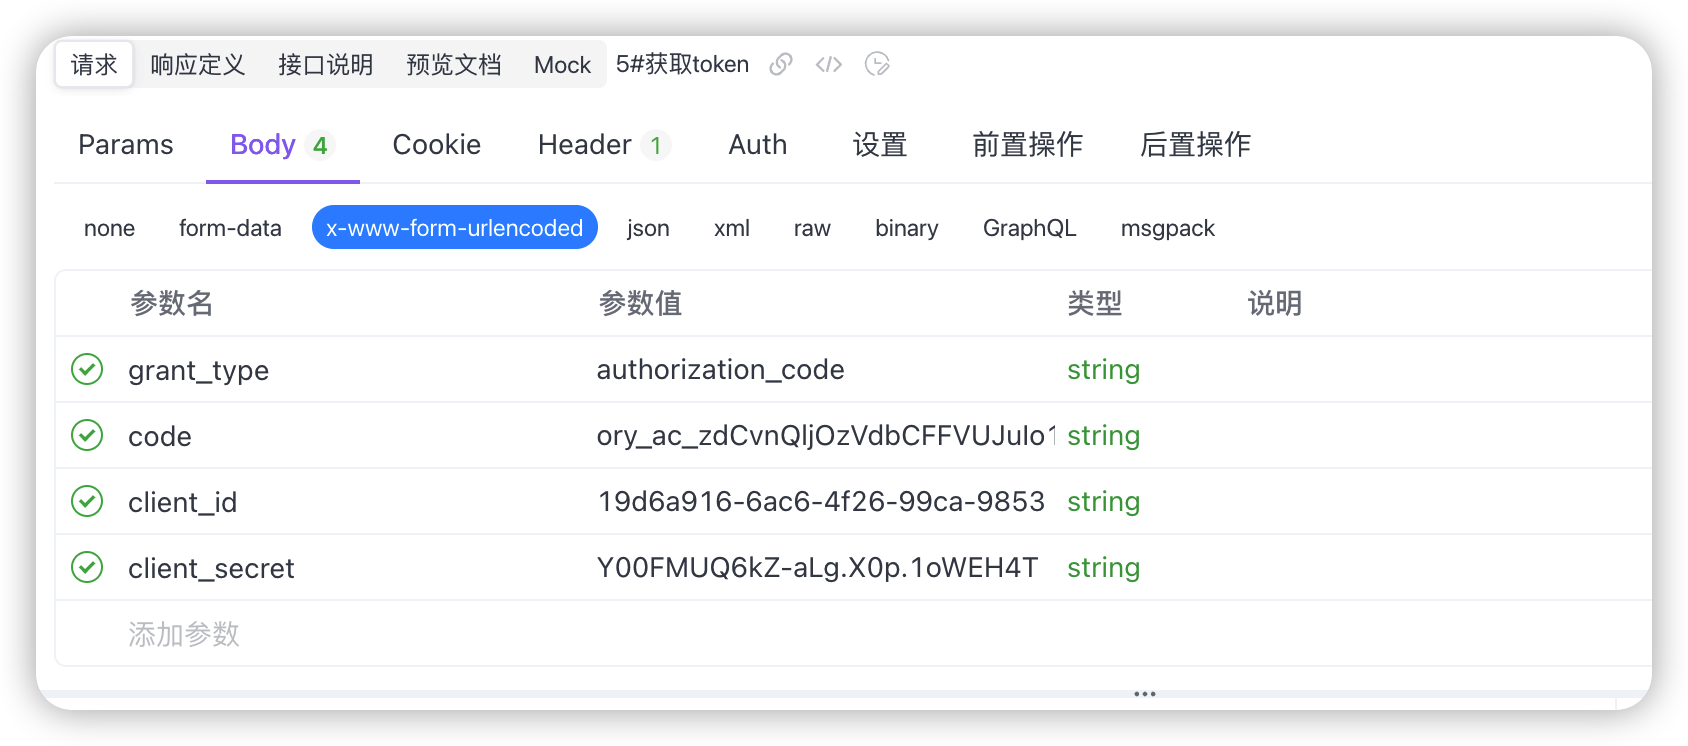 请求 响应定义 接口说明 预览文档 Mock 5#获取token
Params Body 4 Cookie Header 1 Auth 设置 前置操作 后置操作
none form-data x-www-form-urlencoded json xml raw binary GraphQL msgpack
参数名 参数值 类型 说明
grant_type authorization_code string
code ory_ac_zdCvnQljOzVdbCFFVUJulo1 string
client_id 19d6a916-6ac6-4f26-99ca-9853 string
client_secret Y00FMUQ6kZ-aLg.X0p.1oWEH4T string
添加参数